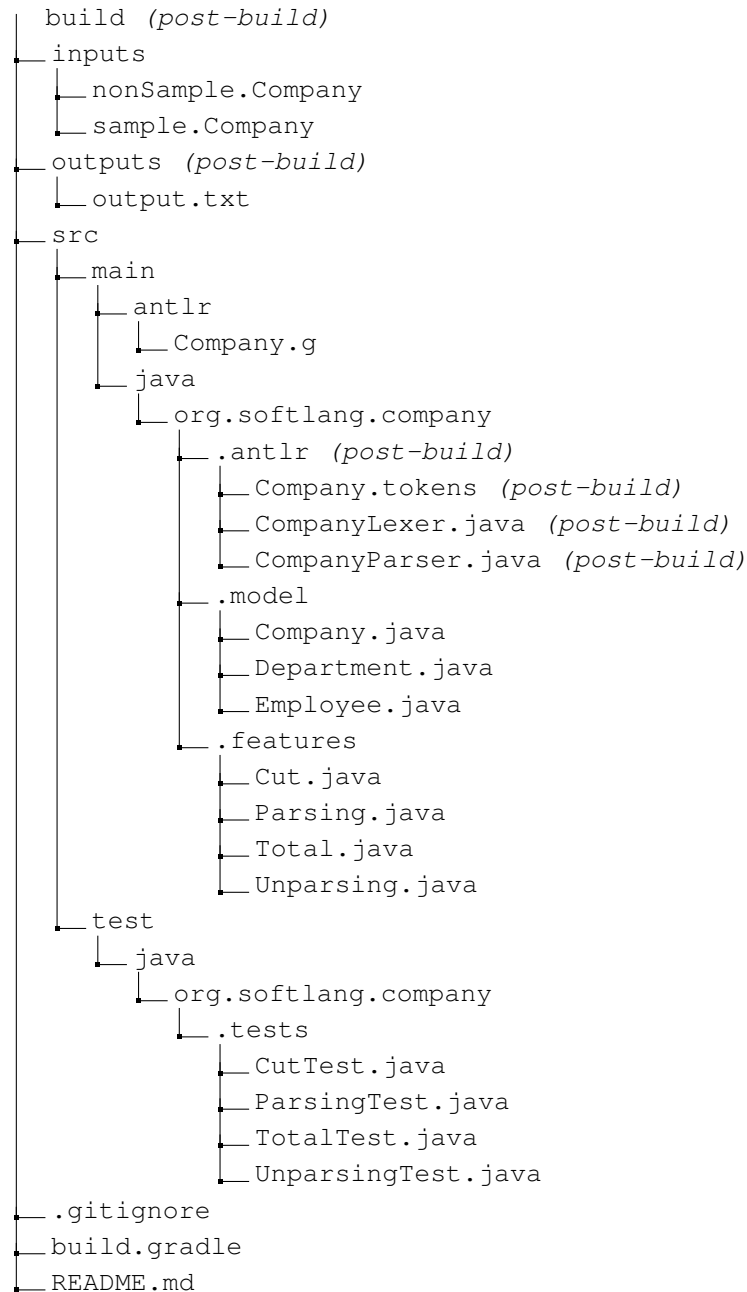 build (post-build)
inputs
nonSample.Company
sample.Company
outputs (post-build)
output.txt
src
main
antlr
Company.g
java
org.softlang.company
.antlr (post-build)
Company.tokens (post-build)
CompanyLexer.java (post-build)
CompanyParser.java (post-build)
.model
Company.java
Department.java
Employee.java
.features
Cut.java
Parsing.java
Total.java
Unparsing.java
test
java
org.softlang.company
.tests
CutTest.java
ParsingTest.java
TotalTest.java
UnparsingTest.java
.gitignore
build.gradle
README.md